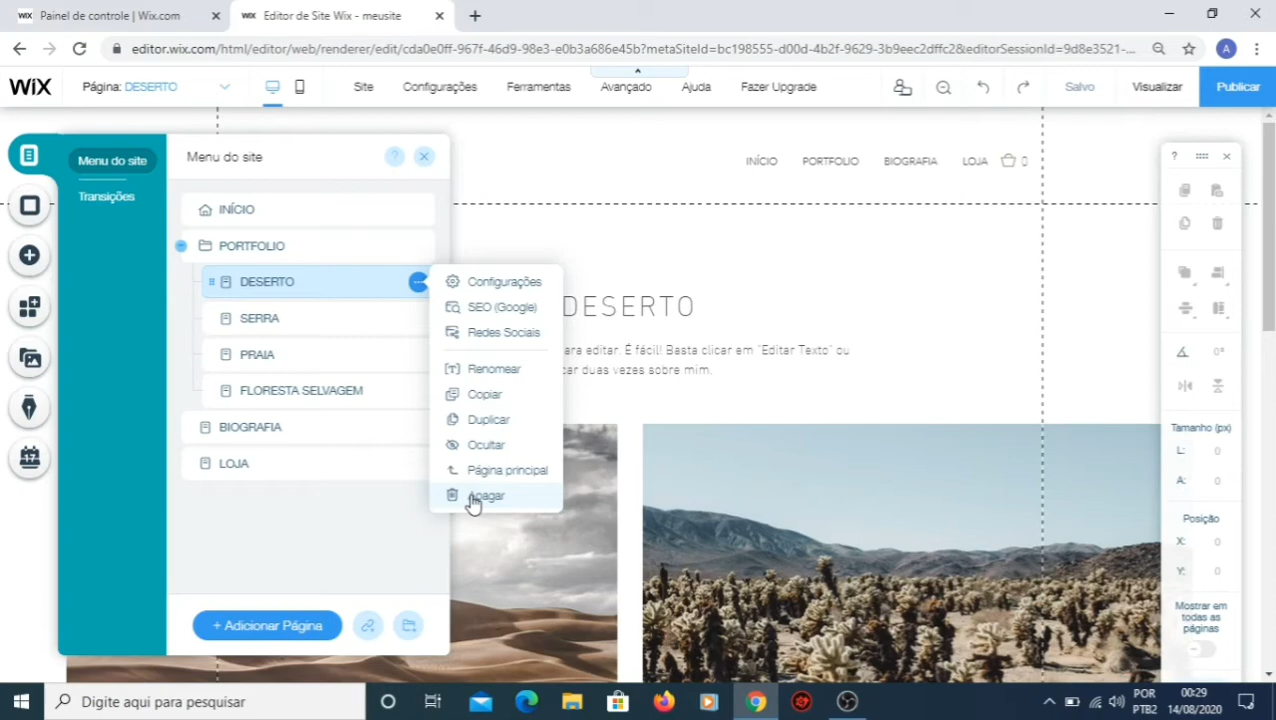 WiX Painel de controle | Wix.com
WiX Editor de Site Wix - meusite
editor.wix.com/html/editor/web/renderer/edit/cda0e0ff-967f-46d9-98e3-e0b3a686e45b?metaSiteId=bc198555-d00d-4b2f-9629-3b9eec2dffc2&editorSessionId=9d8e3521-...
A
WiX
Página: DESERTO
Site
Configurações
Ferramentas
Avançado
Ajuda
Fazer Upgrade
Salvo
Visualizar
Publicar
Menu do site
Transições
Menu do site
?
INÍCIO
PORTFOLIO
DESERTO
SERRA
PRAIA
FLORESTA SELVAGEM
BIOGRAFIA
LOJA
+ Adicionar Página
Configurações
SEO (Google)
Redes Sociais
Renomear
Copiar
Duplicar
Ocultar
Página principal
Apagar
INÍCIO PORTFOLIO BIOGRAFIA LOJA 0
DESERTO
ara editar. É fácil! Basta clicar em "Editar Texto" ou
car duas vezes sobre mim.
?
0°
Tamanho (px)
L: 0
A: 0
Posição
X: 0
Y: 0
Mostrar em
todas as
páginas
17
Digite aqui para pesquisar
POR
PTB2
00:29
14/08/2020